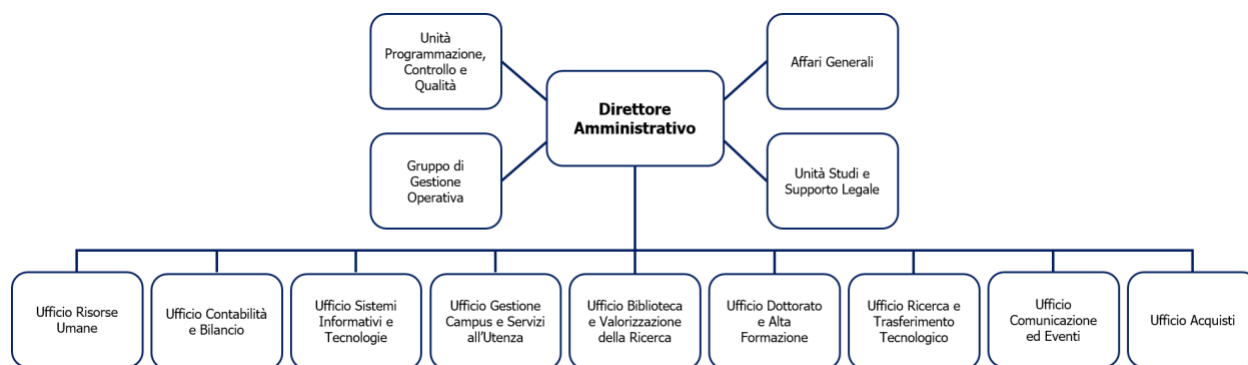 Unità
Programmazione,
Controllo e
Qualità
Affari Generali
Direttore
Amministrativo
Gruppo di
Gestione
Operativa
Unità Studi e
Supporto Legale
Ufficio Risorse
Umane
Ufficio Contabilità
e Bilancio
Ufficio Sistemi
Informativi e
Tecnologie
Ufficio Gestione
Campus e Servizi
all'Utenza
Ufficio Biblioteca
e Valorizzazione
della Ricerca
Ufficio Dottorato
e Alta
Formazione
Ufficio Ricerca e
Trasferimento
Tecnologico
Ufficio
Comunicazione
ed Eventi
Ufficio Acquisti